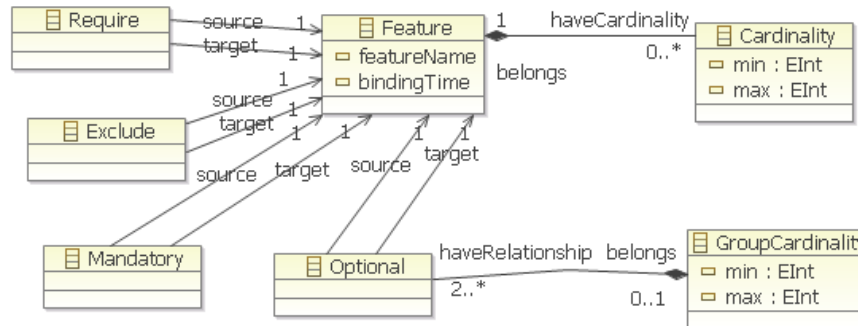 Require
source
1
target
1
Feature
featureName
bindingTime
1
haveCardinality
0..*
belongs
Cardinality
min : EInt
max : EInt
Exclude
source
1
target
1
Mandatory
source
1
target
1
Optional
source
1
target
1
haveRelationship
belongs
2..*
0..1
GroupCardinality
min : EInt
max : EInt